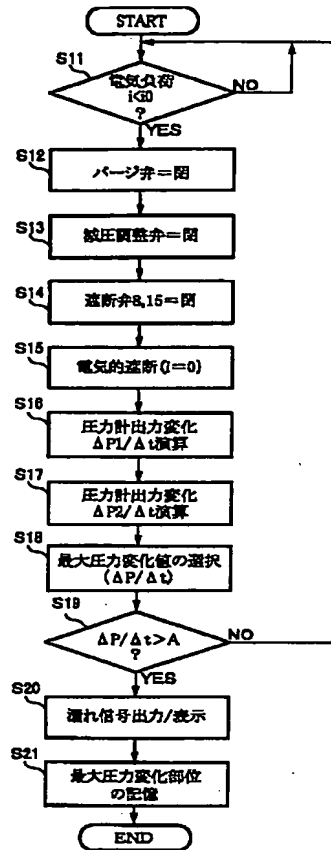 START
S11
電気負荷
i<i0
?
NO
YES
S12
パージ弁=閉
S13
減圧調整弁=閉
S14
遮断弁8,15=閉
S15
電気的遮断(I=0)
S16
圧力計出力変化
ΔP1/Δt演算
S17
圧力計出力変化
ΔP2/Δt演算
S18
最大圧力変化値の選択
(ΔP/Δt)
S19
ΔP/Δt>A
?
NO
YES
S20
漏れ信号出力/表示
S21
最大圧力変化部位
の記憶
END